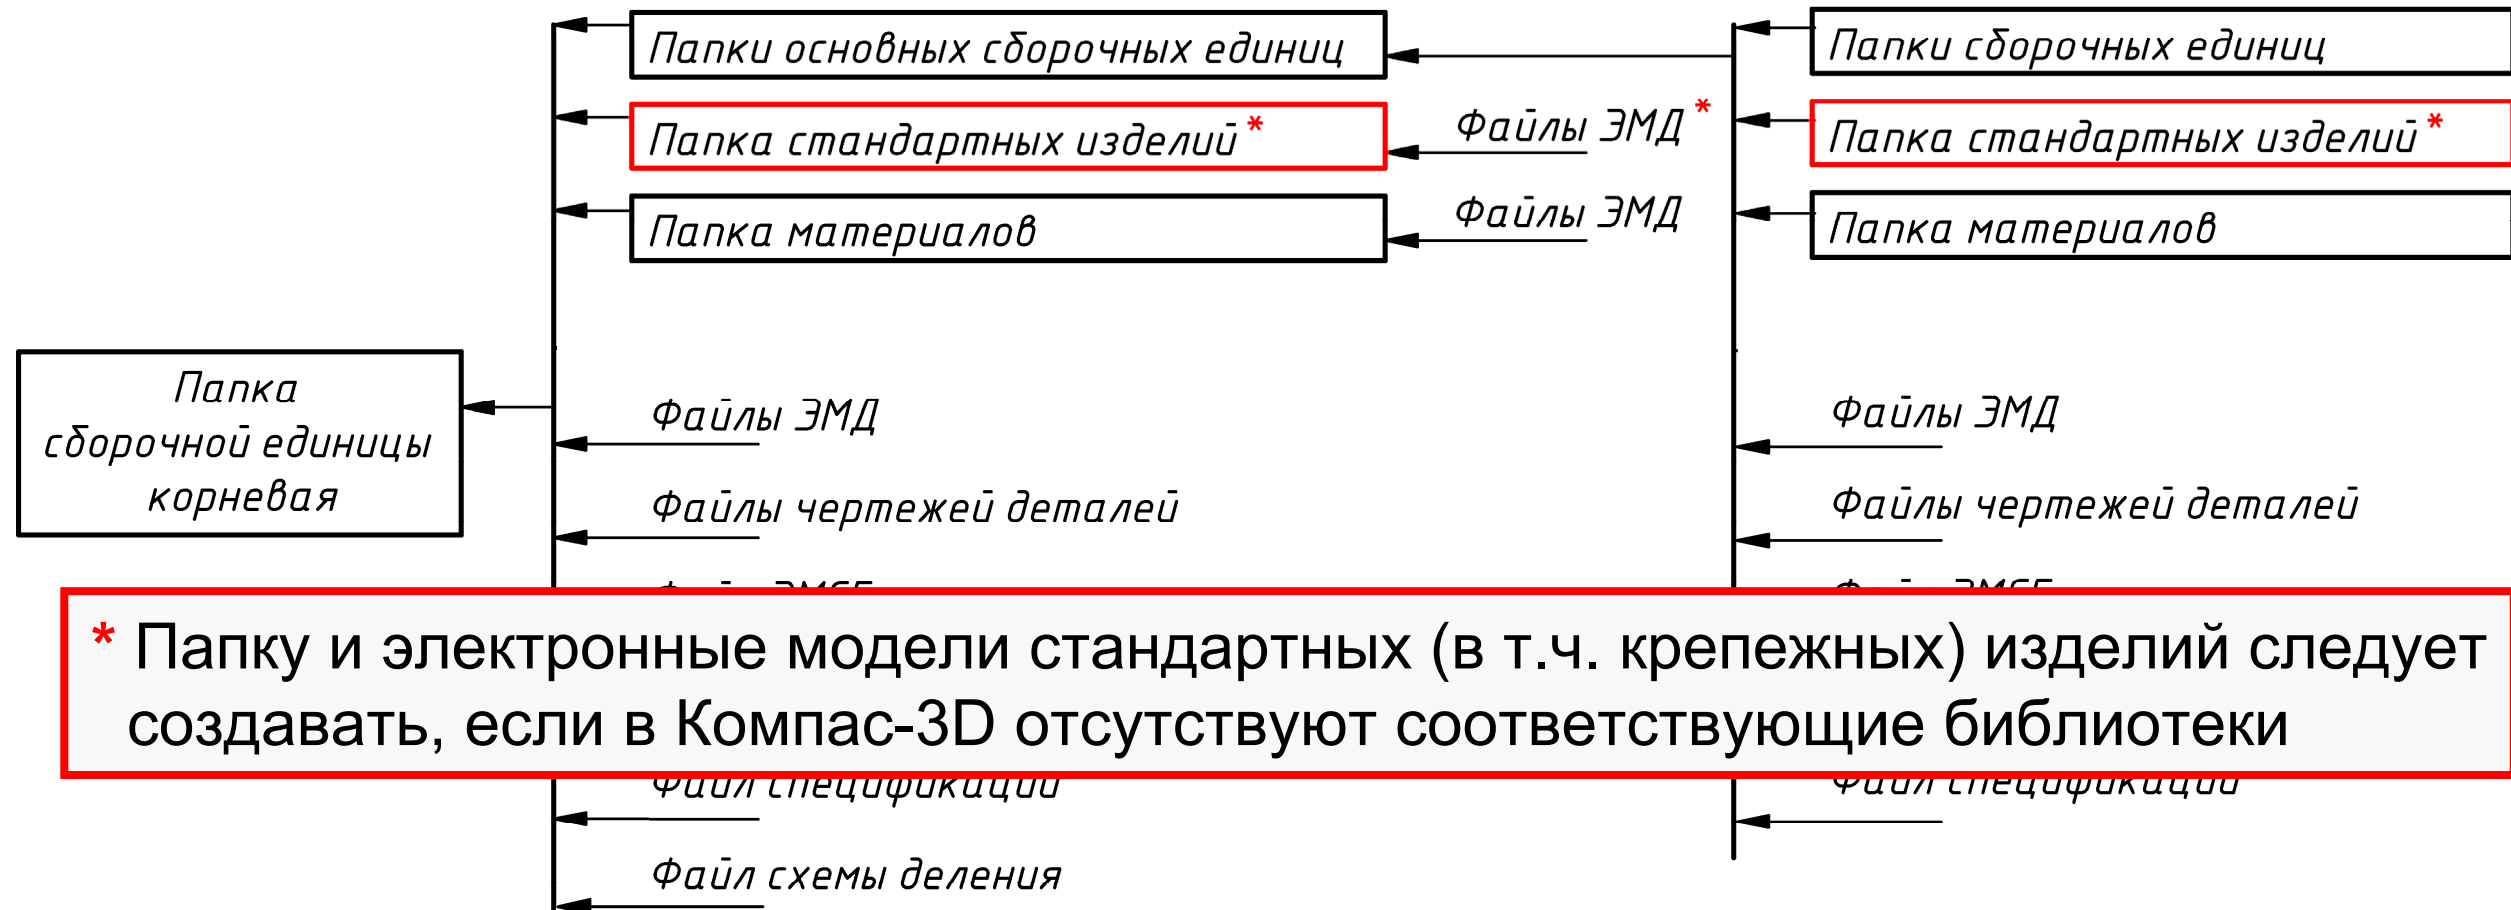 Папки основных сборочных единиц
Папки сборочных единиц
Папка стандартных изделий *
Файлы ЭМД *
Папка стандартных изделий *
Папка материалов
Файлы ЭМД
Папка материалов
Папка
сборочной единицы
корневая
Файлы ЭМД
Файлы ЭМД
Файлы чертежей деталей
Файлы чертежей деталей
* Папку и электронные модели стандартных (в т.ч. крепежных) изделий следует
создавать, если в Компас-3D отсутствуют соответствующие библиотеки
Файл спецификации
Файл спецификации
Файл схемы деления